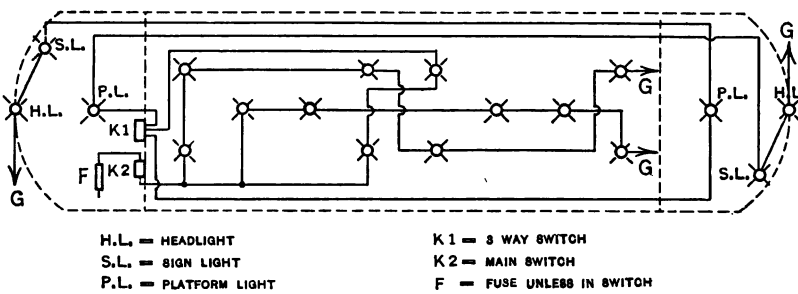 S.L.
G
P.L.
P.L.
H.L.
H.L
G
K1
F
K2
G
S.L.
G
H.L. = HEADLIGHT
S.L. = SIGN LIGHT
P.L. = PLATFORM LIGHT
K1 = 3 WAY SWITCH
K2 = MAIN SWITCH
F = FUSE UNLESS IN SWITCH